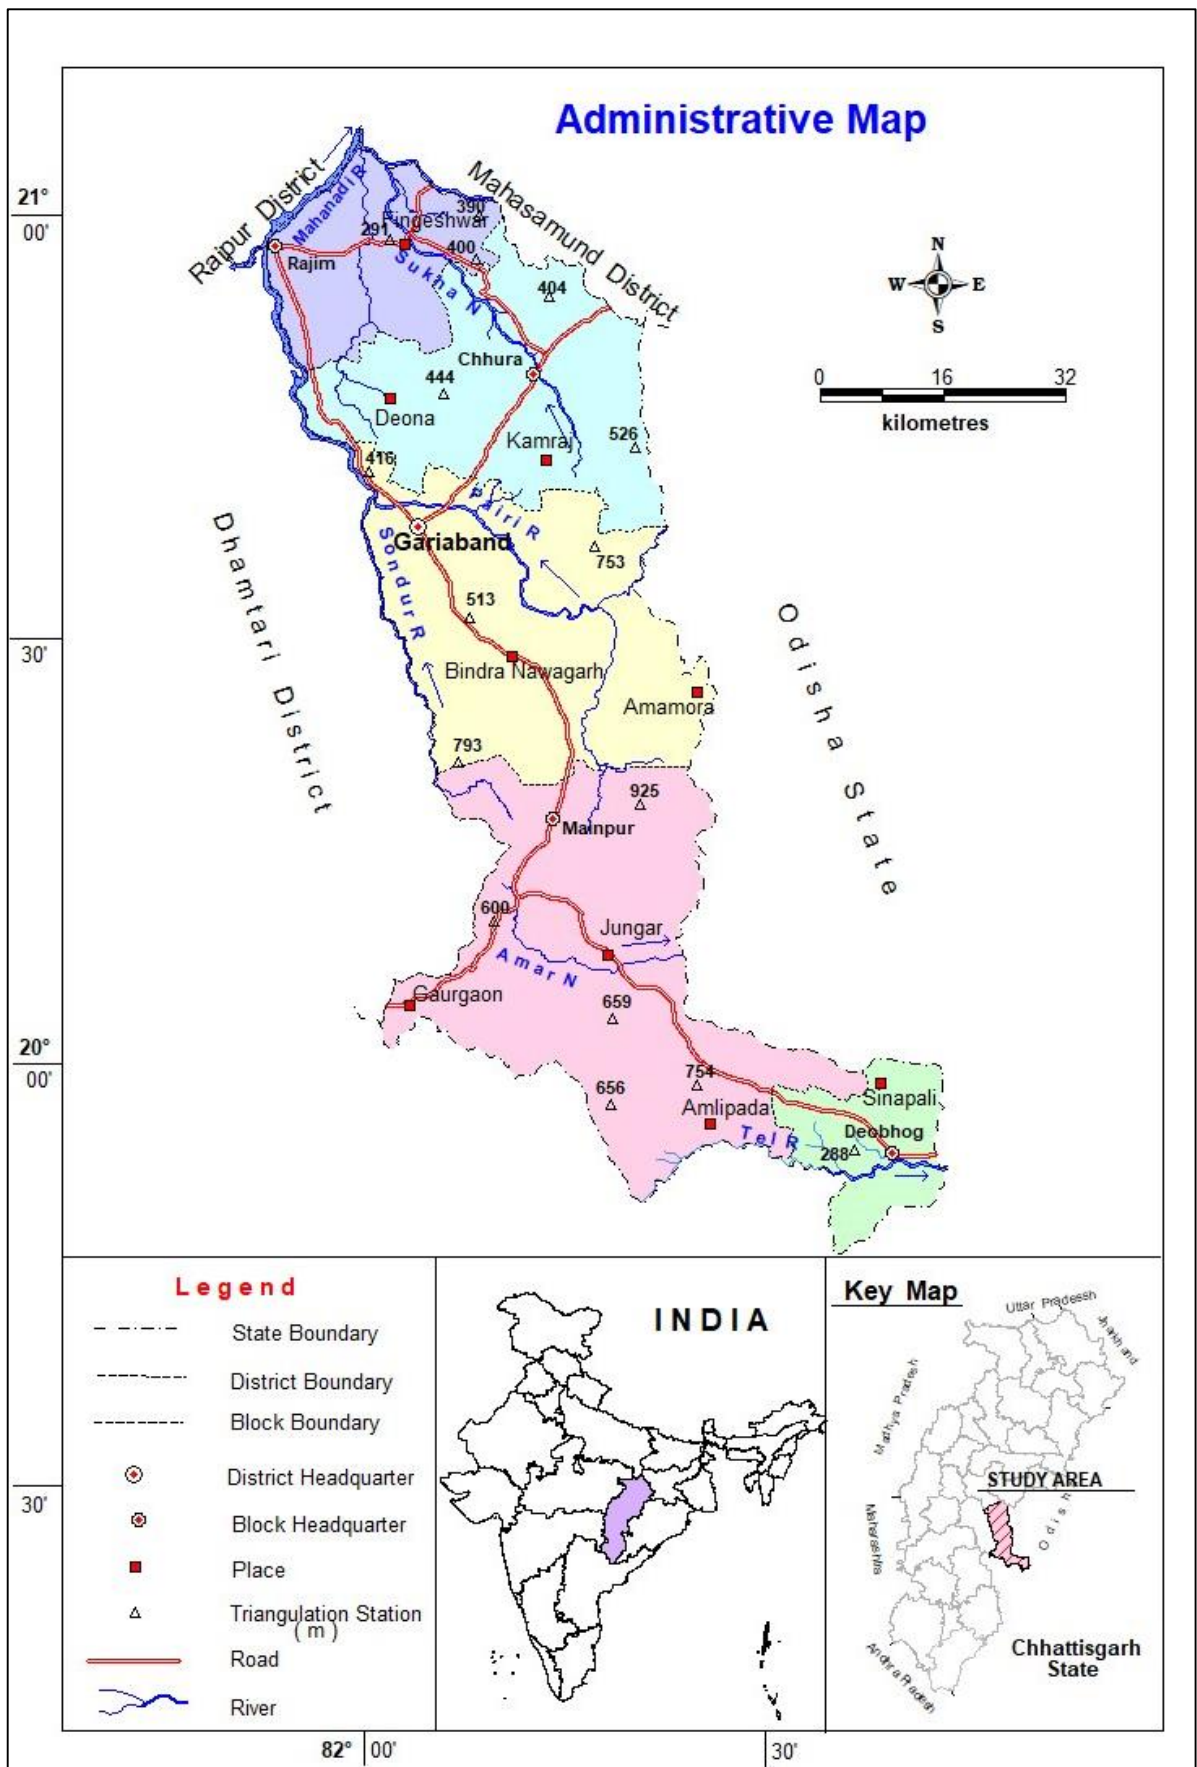 Administrative Map
21°
00'
Raipur District
Mahanadi R
Mahasamund District
390
Fingeshwar
291
400
Rajim
Sukha N
404
N
W E
S
Chhura
444
Deona
0 16 32
kilometres
Kamraj
526
416
Pairi R
Gariaband
Sondur R
753
Dhamtari District
513
Odisha State
30'
Bindra Nawagarh
Amamora
793
925
Mainpur
600
Jungar
Amar N
Gaurgaon
659
20°
00'
754
656
Sinapali
Amlipada
Tel R
Deobhog
288
Legend
State Boundary
District Boundary
Block Boundary
District Headquarter
Block Headquarter
Place
Triangulation Station
( m )
Road
River
INDIA
Key Map
Uttar Pradessh
Jharkhand
Madhya Pradesh
STUDY AREA
Odish
Maharashtra
Chhattisgarh
State
Andhra Pradesh
30'
82° 00'
30'